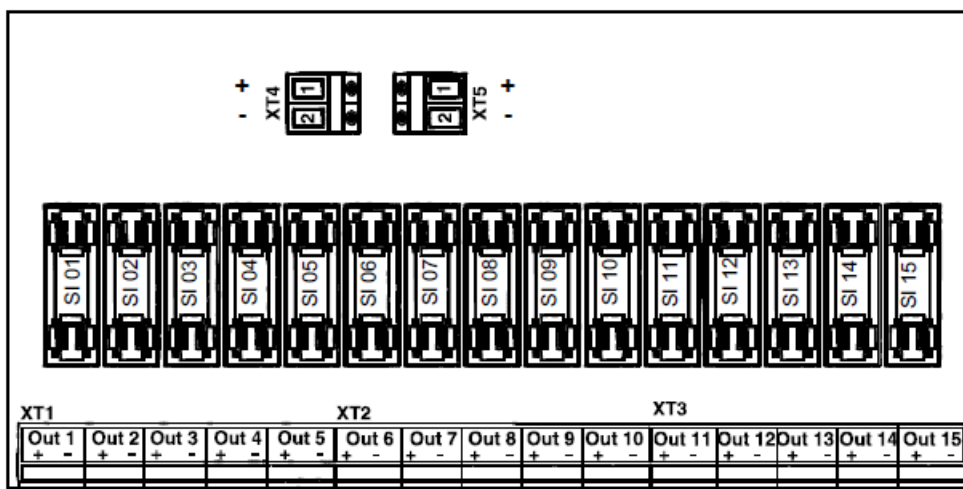 + XT4 1 1 XT5 +
- 2 2 -
SI 01 SI 02 SI 03 SI 04 SI 05 SI 06 SI 07 SI 08 SI 09 SI 10 SI 11 SI 12 SI 13 SI 14 SI 15
XT1 XT2 XT3
Out 1 Out 2 Out 3 Out 4 Out 5 Out 6 Out 7 Out 8 Out 9 Out 10 Out 11 Out 12 Out 13 Out 14 Out 15
+ - + - + - + - + - + - + - + - + - + - + - + - + - + - + -